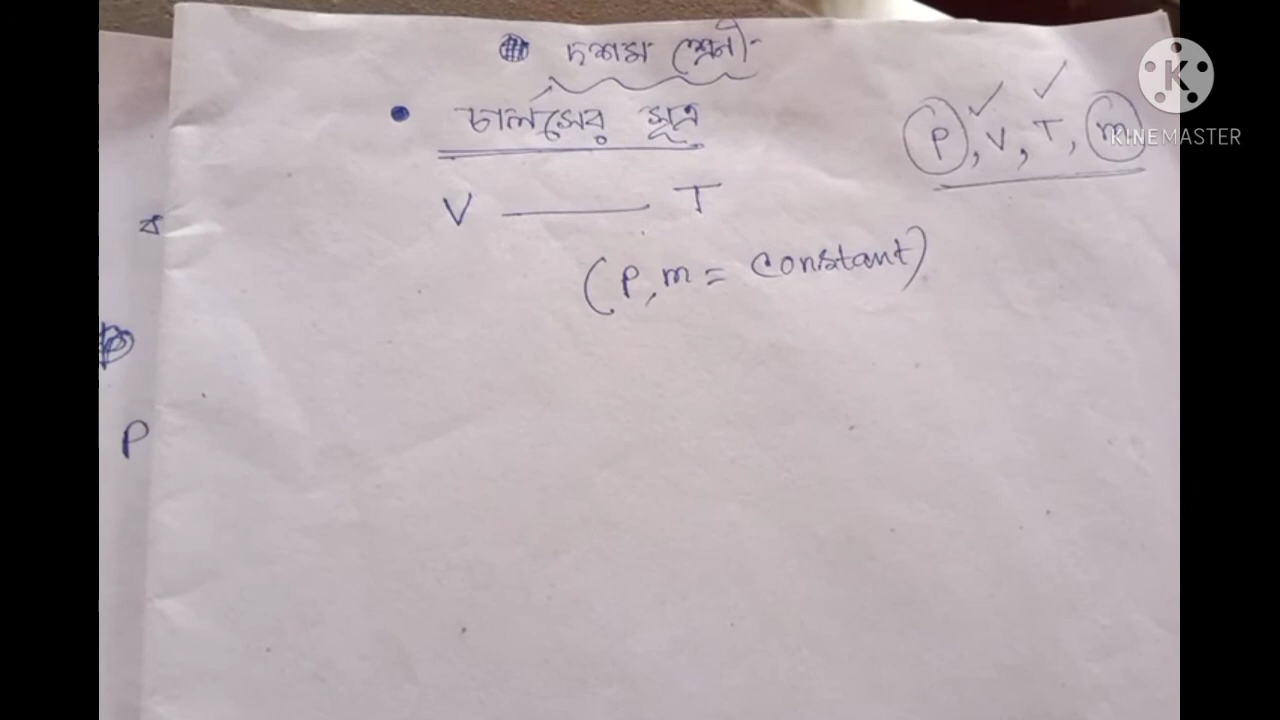 দশম শ্রেনী
চার্লসের সূত্র
P, V, T, m
V — T
(P, m = constant)
P
KINEMASTER